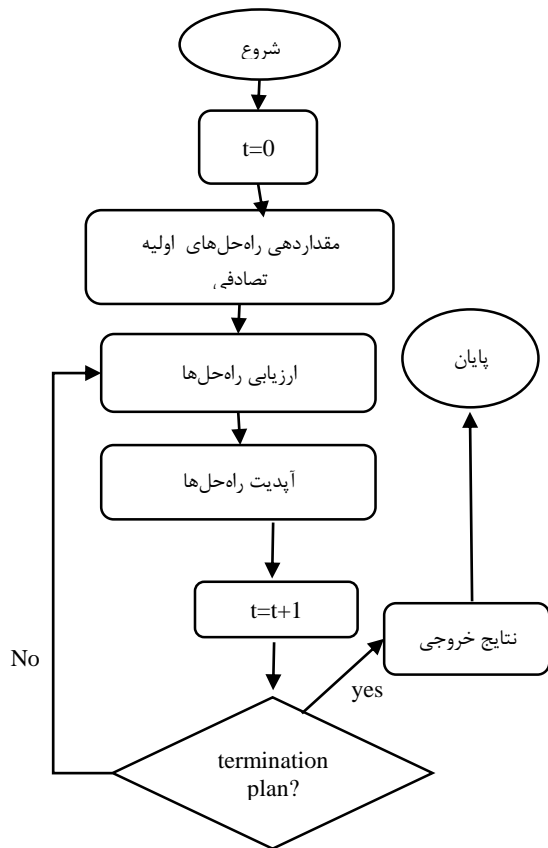 شروع
t=0
مقداردهی راه‌حل‌های اولیه
تصادفی
ارزیابی راه‌حل‌ها
پایان
آپدیت راه‌حل‌ها
t=t+1
نتایج خروجی
No
yes
termination
plan?